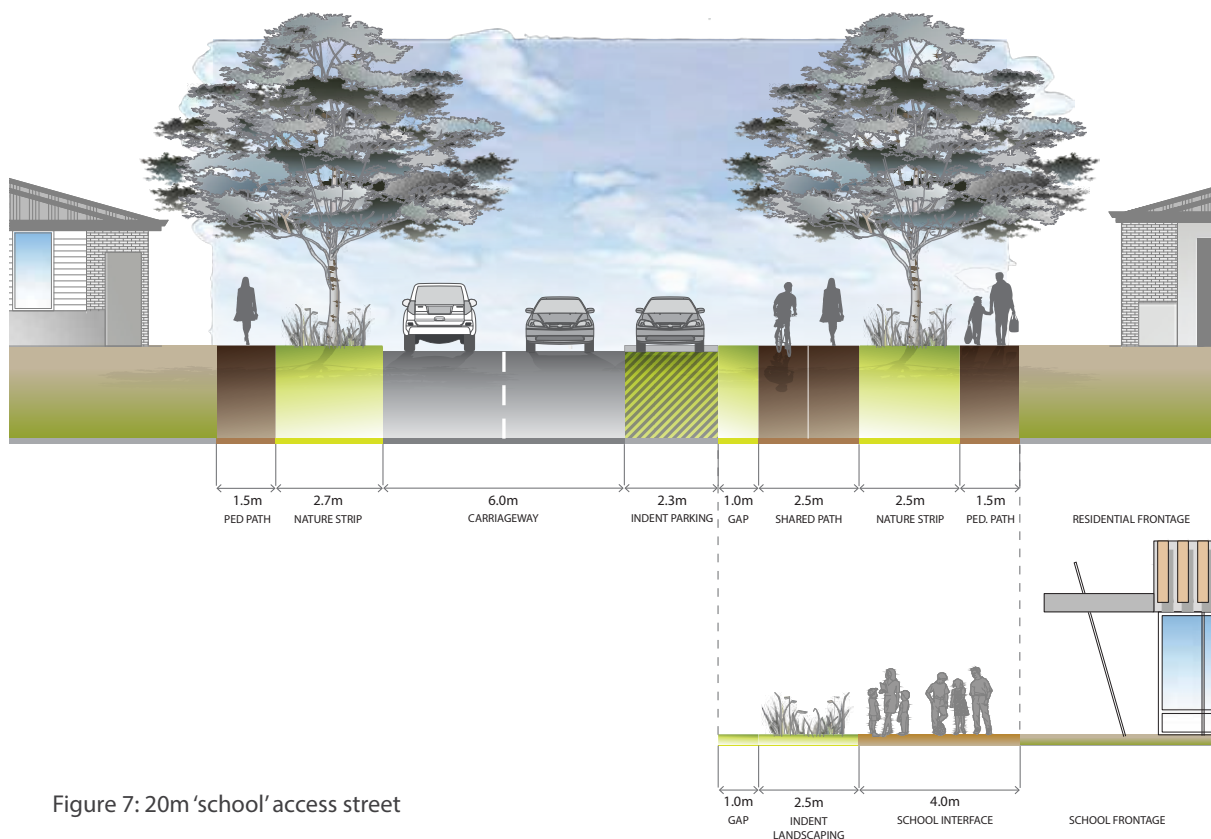 1.5m
PED PATH
2.7m
NATURE STRIP
6.0m
CARRIAGEWAY
2.3m
INDENT PARKING
1.0m
GAP
2.5m
SHARED PATH
2.5m
NATURE STRIP
1.5m
PED. PATH
RESIDENTIAL FRONTAGE
1.0m
GAP
2.5m
INDENT
LANDSCAPING
4.0m
SCHOOL INTERFACE
SCHOOL FRONTAGE
Figure 7: 20m ‘school’ access street